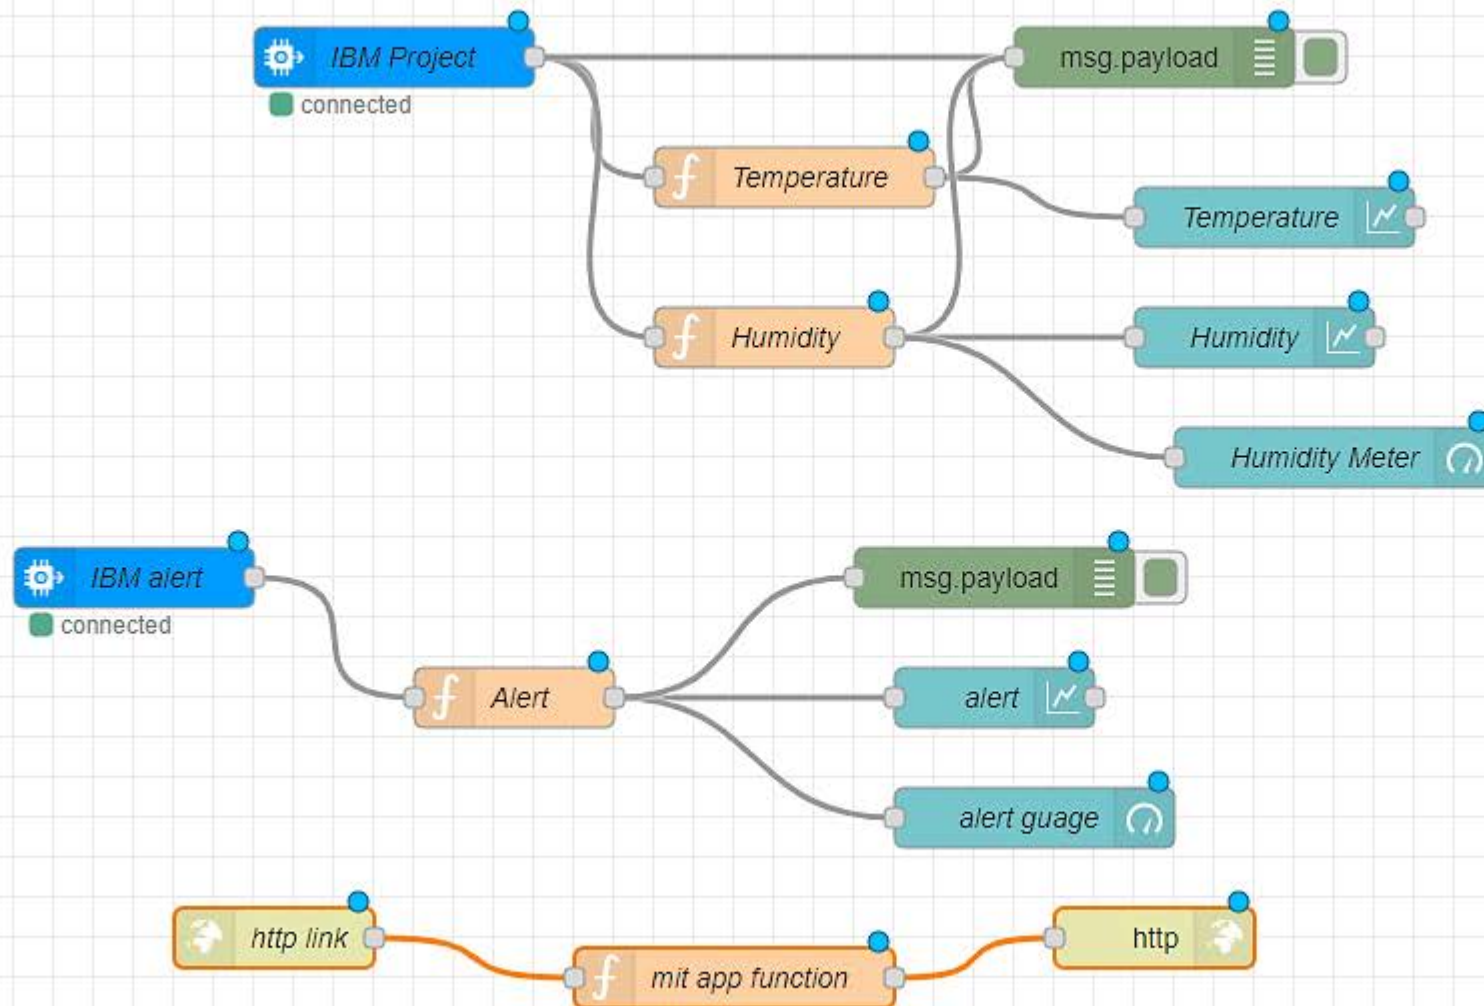 IBM Project
msg.payload
connected
Temperature
Temperature
Humidity
Humidity
Humidity Meter
IBM alert
msg.payload
connected
Alert
alert
alert guage
http link
http
mit app function